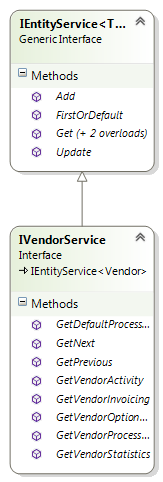 IEntityService<T...
Generic Interface
Methods
Add
FirstOrDefault
Get (+ 2 overloads)
Update
IVendorService
Interface
IEntityService<Vendor>
Methods
GetDefaultProcess...
GetNext
GetPrevious
GetVendorActivity
GetVendorInvoicing
GetVendorOption...
GetVendorProcess...
GetVendorStatistics